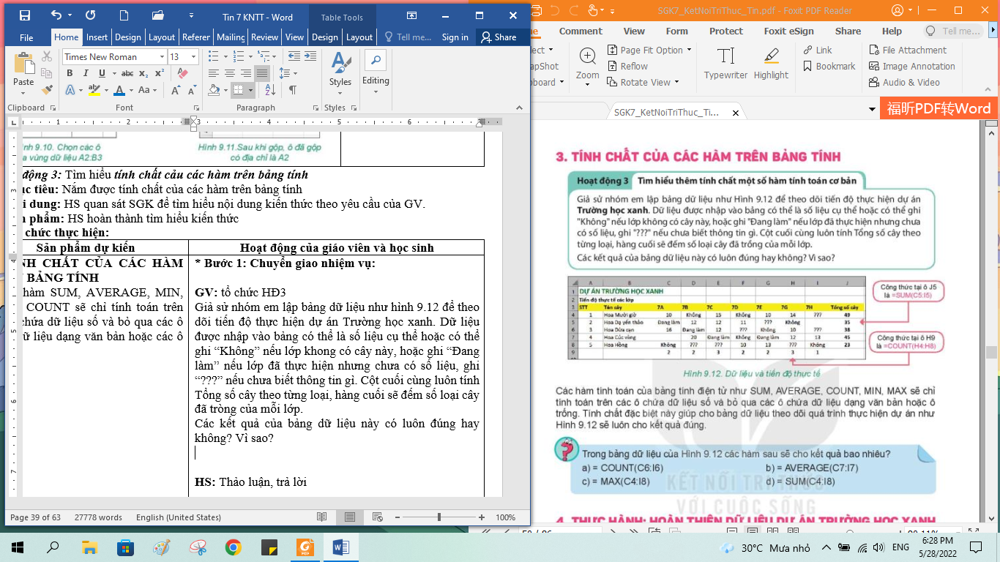 Tin 7 KNTT - Word
Table Tools
File Home Insert Design Layout Referer Mailing Review View Design Layout Tell me... Sign in Share
Times New Roman 13
Paste
Styles
Editing
Clipboard Font Paragraph Styles
nh 9.10. Chọn các ô
a vùng dữ liệu A2:B3
Hình 9.11.Sau khi gộp, ô đã gộp
có địa chỉ là A2
động 3: Tìm hiểu tính chất cảu các hàm trên bảng tính
ục tiêu: Nắm được tính chất của các hàm trên bảng tính
i dung: HS quan sát SGK để tìm hiểu nội dung kiến thức theo yêu cầu của GV.
n phẩm: HS hoàn thành tìm hiểu kiến thức
chức thực hiện:
Sản phẩm dự kiến
Hoạt động của giáo viên và học sinh
NH CHẤT CỦA CÁC HÀM
BẢNG TÍNH
hàm SUM, AVERAGE, MIN,
COUNT sẽ chỉ tính toán trên
chứa dữ liệu số và bỏ qua các ô
dữ liệu dạng văn bản hoặc các ô
* Bước 1: Chuyển giao nhiệm vụ:
GV: tổ chức HĐ3
Giả sử nhóm em lập bảng dữ liệu như hình 9.12 để theo
dõi tiến độ thực hiện dự án Trường học xanh. Dữ liệu
được nhập vào bang có thể là số liệu cụ thể hoặc có thể
ghi “Không” nếu lớp khong có cây này, hoặc ghi “Đang
làm” nếu lớp đã thực hiện nhưng chưa có số liệu, ghi
“???” nếu chưa biết thông tin gì. Cột cuối cùng luôn tính
Tổng số cây theo từng loại, hàng cuối sẽ đếm số loại cây
đã tròng của mỗi lớp.
Các kết quả của bảng dữ liệu này có luôn đúng hay
không? Vì sao?
HS: Thảo luận, trả lời
Page 39 of 63 27778 words English (United States) 100%
SGK7_KetNoiTriThuc_Tin.pdf - Foxit PDF Reader
Comment View Form Protect Foxit eSign Share Help Tell me...
Zoom
Page Fit Option
Reflow
Rotate View
Typewriter Highlight
Link
Bookmark
File Attachment
Image Annotation
Audio & Video
SGK7_KetNoiTriThuc_Ti...
福昕PDF转Word
3. TÍNH CHẤT CỦA CÁC HÀM TRÊN BẢNG TÍNH
Hoạt động 3 Tìm hiểu thêm tính chất một số hàm tính toán cơ bản
Giả sử nhóm em lập bảng dữ liệu như Hình 9.12 để theo dõi tiến độ thực hiện dự án
Trường học xanh. Dữ liệu được nhập vào bảng có thể là số liệu cụ thể hoặc có thể ghi
"Không" nếu lớp không có cây này, hoặc ghi "Đang làm" nếu lớp đã thực hiện nhưng chưa
có số liệu, ghi "???" nếu chưa biết thông tin gì. Cột cuối cùng luôn tính Tổng số cây theo
từng loại, hàng cuối sẽ đếm số loại cây đã trồng của mỗi lớp.
Các kết quả của bảng dữ liệu này có luôn đúng hay không? Vì sao?
A B C D E F G H I J
1 DỰ ÁN TRƯỜNG HỌC XANH
2 Tiến độ thực tế các lớp
3 STT Tên cây 7A 7B 7C 7D 7E 7G 7H Tổng số cây
4 1 Hoa Mười giờ 10 Không 15 Không 10 14 ??? 49
5 2 Hoa Dạ yến thảo Đang làm 12 12 11 ??? Không 35
6 3 Hoa Dừa cạn 16 Đang làm 12 ??? Không 10 ??? 38
7 4 Hoa Cúc vàng 20 Đang làm Không Đang làm 12 13 45
8 5 Hoa Hồng Không ??? ??? 10 13 ??? Không 23
9 2 2 3 2 2 3 1
Công thức tại ô J5
là =SUM(C5:I5)
Công thức tại ô H9
là =COUNT(H4:H8)
Hình 9.12. Dữ liệu và tiến độ thực tế
Các hàm tính toán của bảng tính điện tử như SUM, AVERAGE, COUNT, MIN, MAX sẽ chỉ
tính toán trên các ô chứa dữ liệu số và bỏ qua các ô chứa dữ liệu dạng văn bản hoặc ô
trống. Tính chất đặc biệt này giúp cho bảng dữ liệu theo dõi quá trình thực hiện dự án như
Hình 9.12 sẽ luôn cho kết quả đúng.
Trong bảng dữ liệu của Hình 9.12 các hàm sau sẽ cho kết quả bao nhiêu?
a) = COUNT(C6:I6) b) = AVERAGE(C7:I7)
c) = MAX(C4:I8) d) = SUM(C4:I8)
KẾT NỐI TRI THỨC
VỚI CUỘC SỐNG
4. THỰC HÀNH: HOÀN THIỆN DỮ LIỆU DỰ ÁN TRƯỜNG HỌC XANH
30°C Mưa nhỏ ENG 6:28 PM
5/28/2022